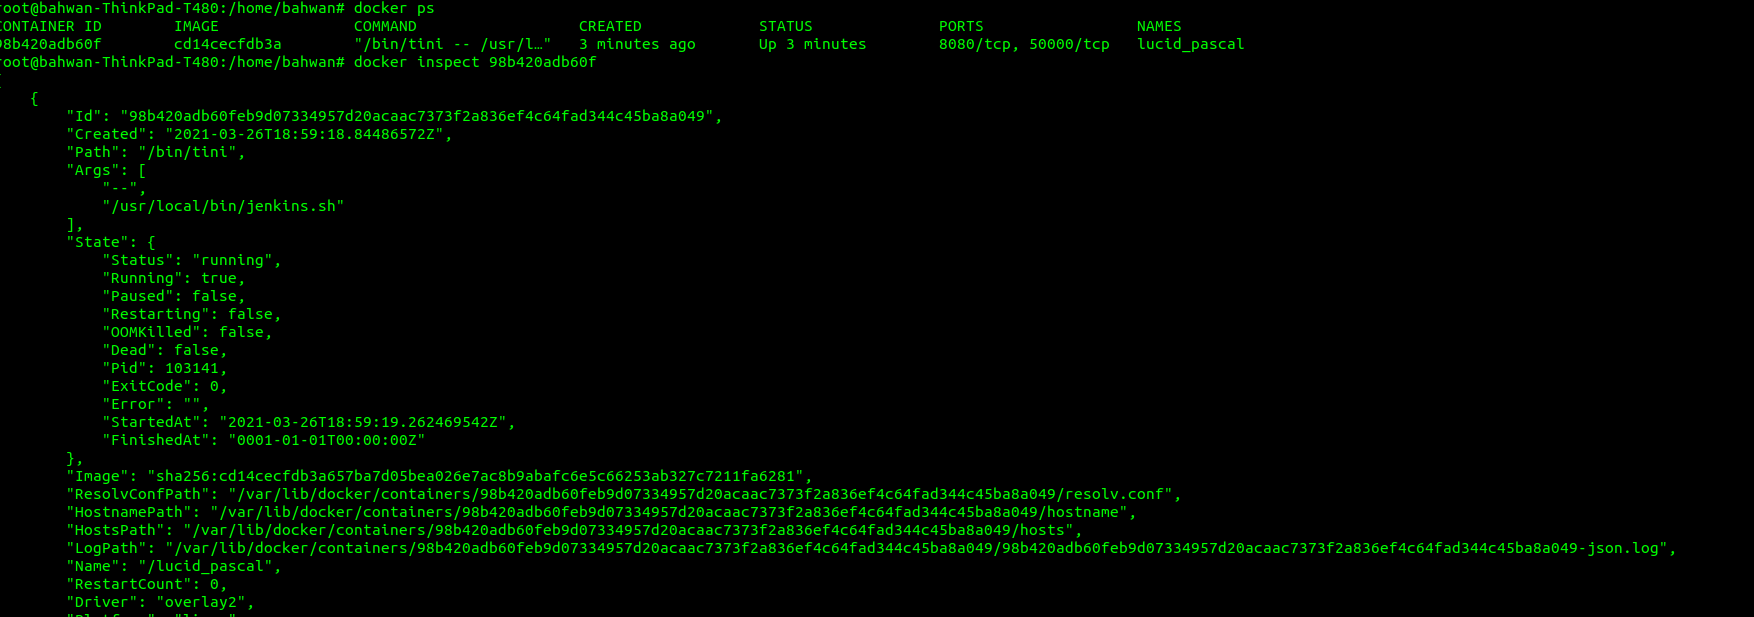 root@bahwan-ThinkPad-T480:/home/bahwan# docker ps
CONTAINER ID        IMAGE               COMMAND                  CREATED             STATUS              PORTS                 NAMES
98b420adb60f        cd14cecfdb3a        "/bin/tini -- /usr/l…"   3 minutes ago       Up 3 minutes        8080/tcp, 50000/tcp   lucid_pascal
root@bahwan-ThinkPad-T480:/home/bahwan# docker inspect 98b420adb60f
[
    {
        "Id": "98b420adb60feb9d07334957d20acaac7373f2a836ef4c64fad344c45ba8a049",
        "Created": "2021-03-26T18:59:18.84486572Z",
        "Path": "/bin/tini",
        "Args": [
            "--",
            "/usr/local/bin/jenkins.sh"
        ],
        "State": {
            "Status": "running",
            "Running": true,
            "Paused": false,
            "Restarting": false,
            "OOMKilled": false,
            "Dead": false,
            "Pid": 103141,
            "ExitCode": 0,
            "Error": "",
            "StartedAt": "2021-03-26T18:59:19.262469542Z",
            "FinishedAt": "0001-01-01T00:00:00Z"
        },
        "Image": "sha256:cd14cecfdb3a657ba7d05bea026e7ac8b9abafc6e5c66253ab327c7211fa6281",
        "ResolvConfPath": "/var/lib/docker/containers/98b420adb60feb9d07334957d20acaac7373f2a836ef4c64fad344c45ba8a049/resolv.conf",
        "HostnamePath": "/var/lib/docker/containers/98b420adb60feb9d07334957d20acaac7373f2a836ef4c64fad344c45ba8a049/hostname",
        "HostsPath": "/var/lib/docker/containers/98b420adb60feb9d07334957d20acaac7373f2a836ef4c64fad344c45ba8a049/hosts",
        "LogPath": "/var/lib/docker/containers/98b420adb60feb9d07334957d20acaac7373f2a836ef4c64fad344c45ba8a049/98b420adb60feb9d07334957d20acaac7373f2a836ef4c64fad344c45ba8a049-json.log",
        "Name": "/lucid_pascal",
        "RestartCount": 0,
        "Driver": "overlay2",